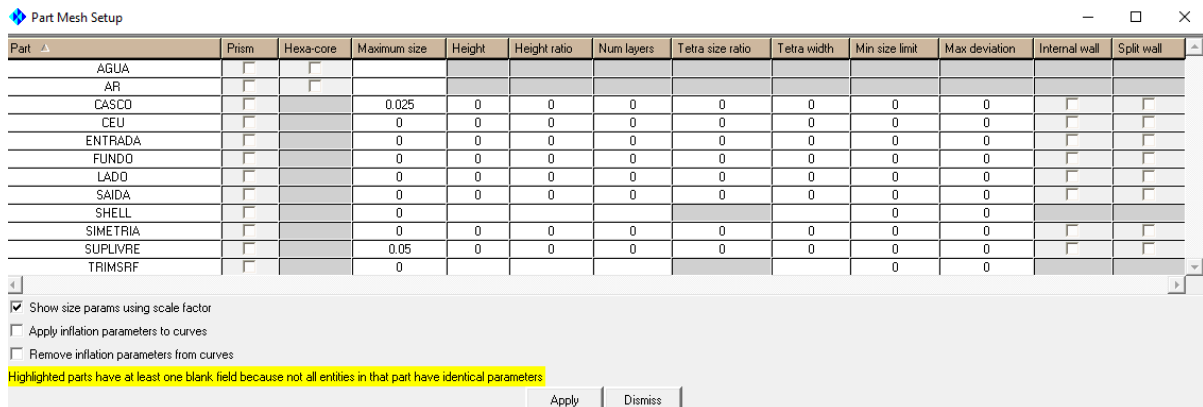 Part Mesh Setup
Part Prism Hexa-core Maximum size Height Height ratio Num layers Tetra size ratio Tetra width Min size limit Max deviation Internal wall Split wall
AGUA
AR
CASCO 0.025 0 0 0 0 0 0 0
CEU 0 0 0 0 0 0 0 0
ENTRADA 0 0 0 0 0 0 0 0
FUNDO 0 0 0 0 0 0 0 0
LADO 0 0 0 0 0 0 0 0
SAIDA 0 0 0 0 0 0 0 0
SHELL 0 0 0
SIMETRIA 0 0 0 0 0 0 0 0
SUPLIVRE 0.05 0 0 0 0 0 0 0
TRIMSRF 0 0 0
Show size params using scale factor
Apply inflation parameters to curves
Remove inflation parameters from curves
Highlighted parts have at least one blank field because not all entities in that part have identical parameters
Apply Dismiss